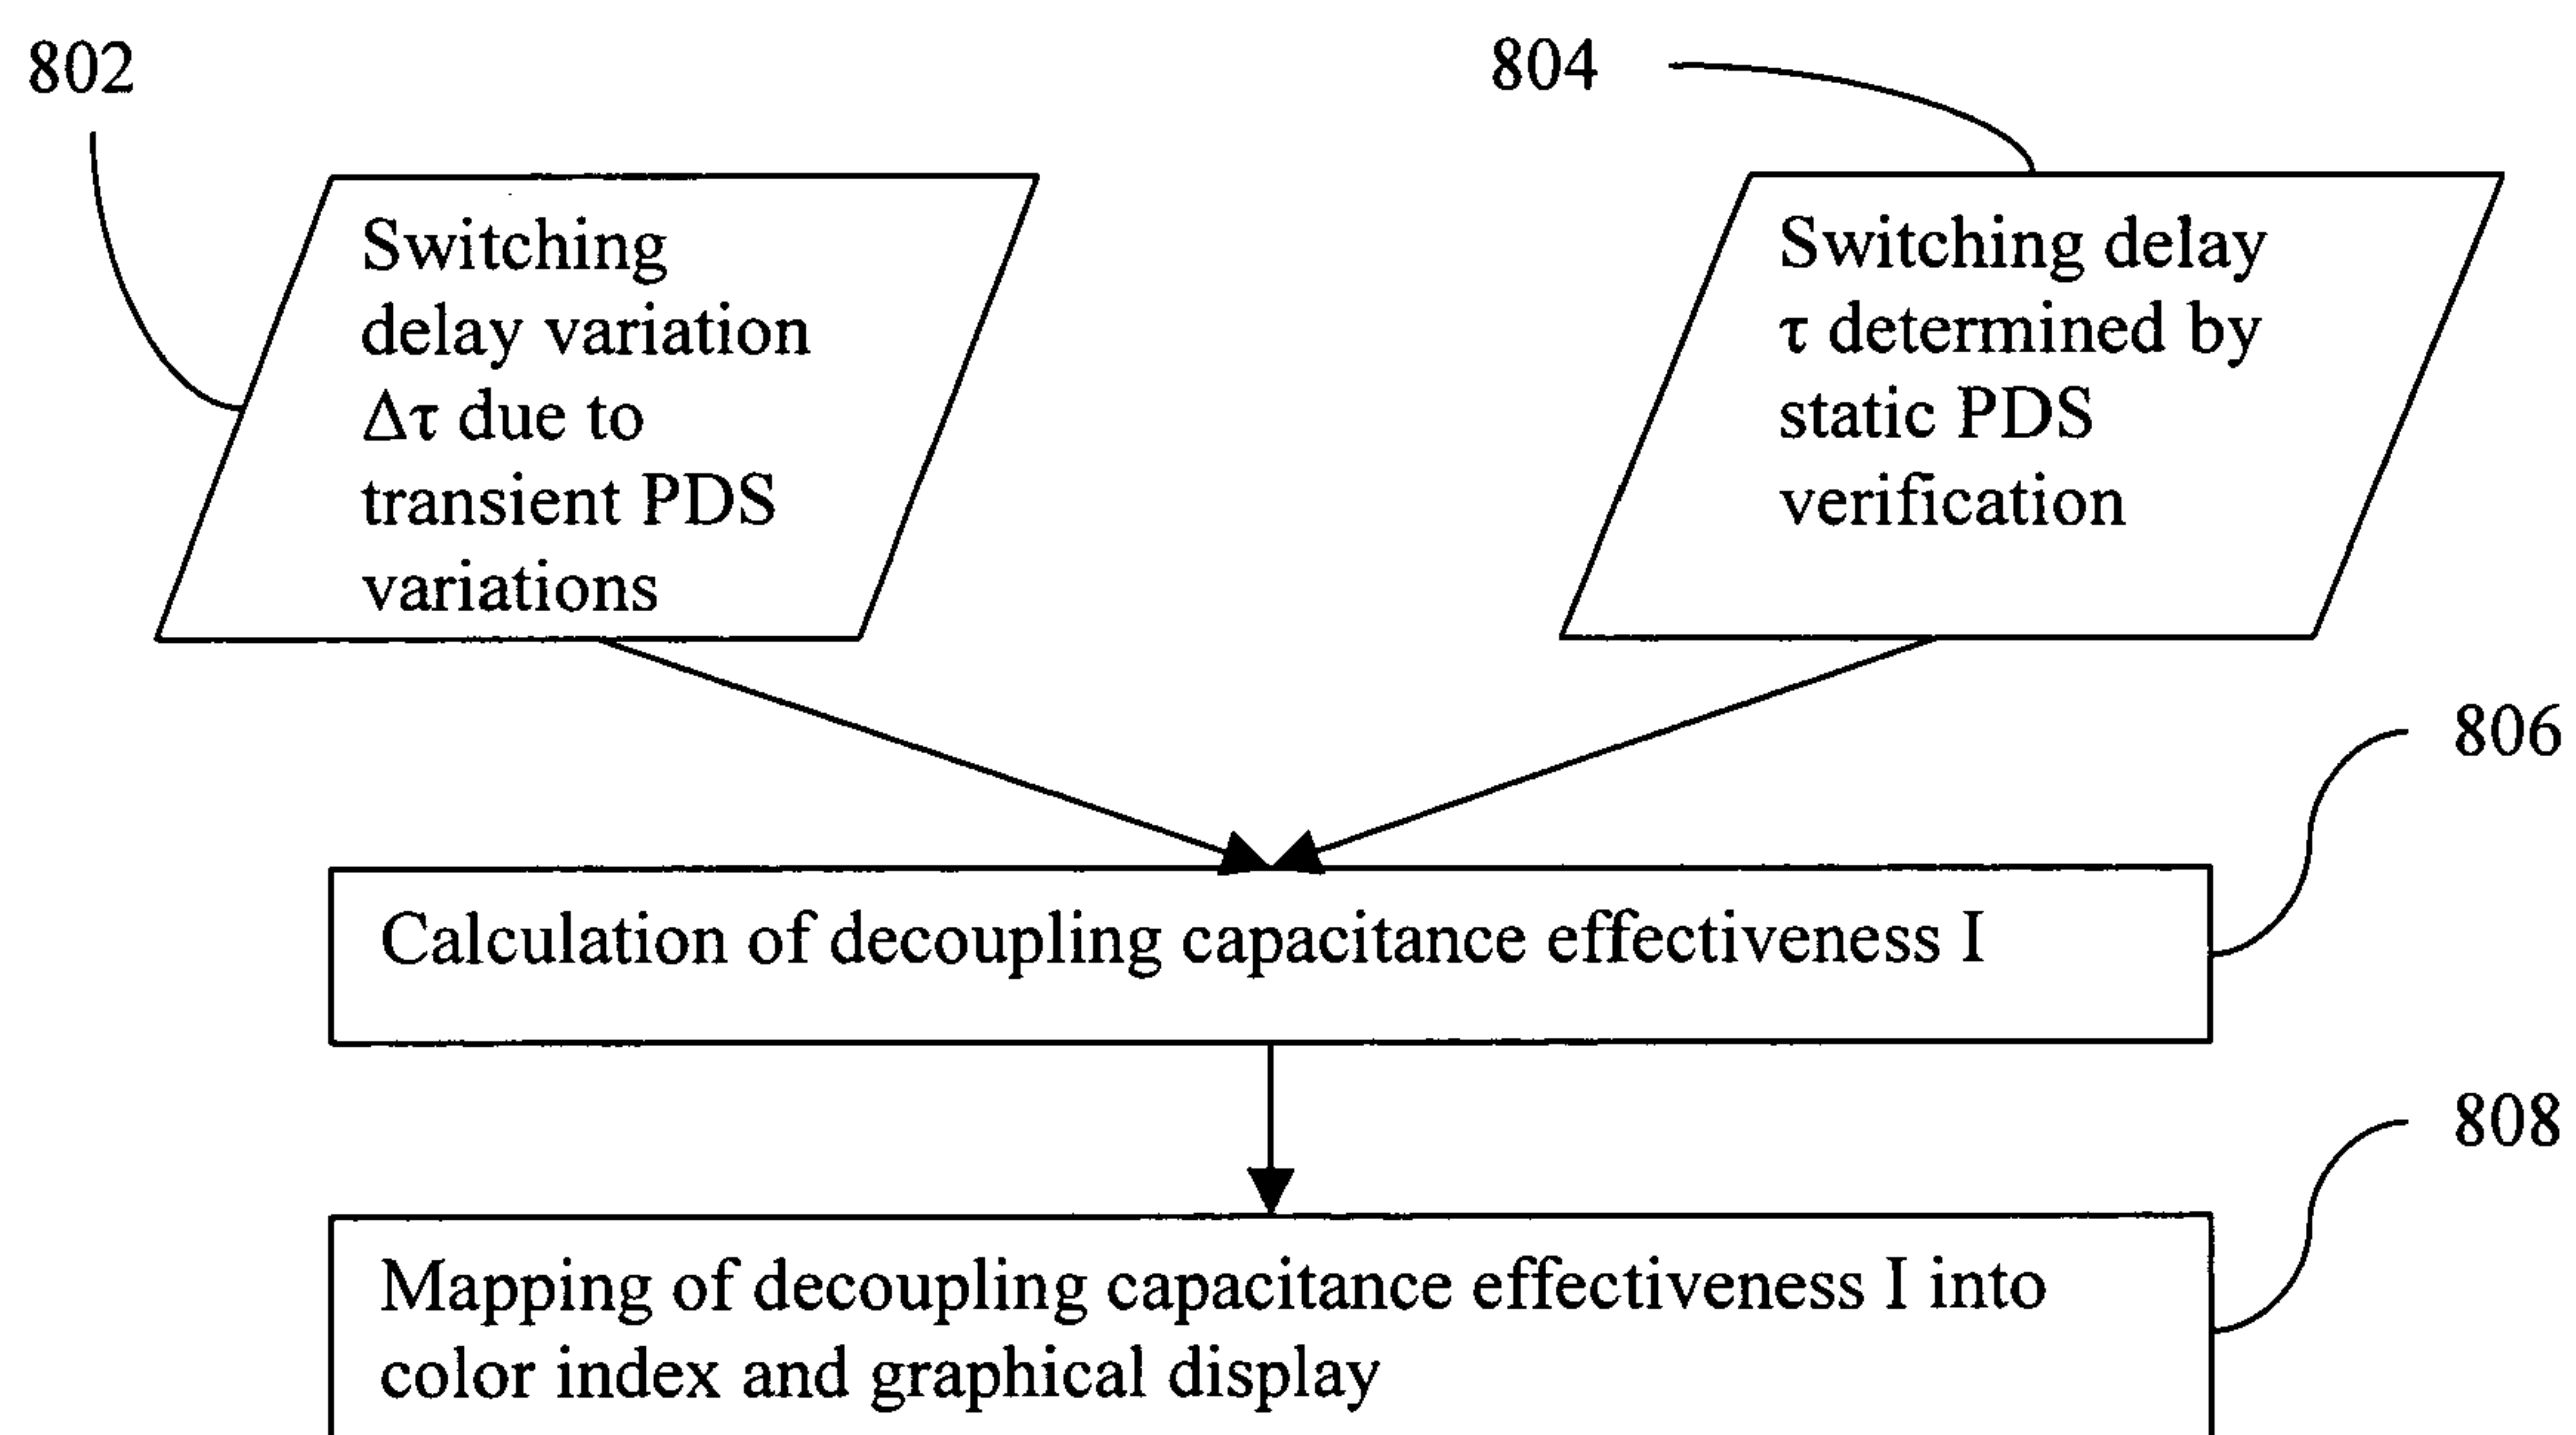 802
804
Switching
delay variation
Δτ due to
transient PDS
variations
Switching delay
τ determined by
static PDS
verification
806
Calculation of decoupling capacitance effectiveness I
808
Mapping of decoupling capacitance effectiveness I into
color index and graphical display